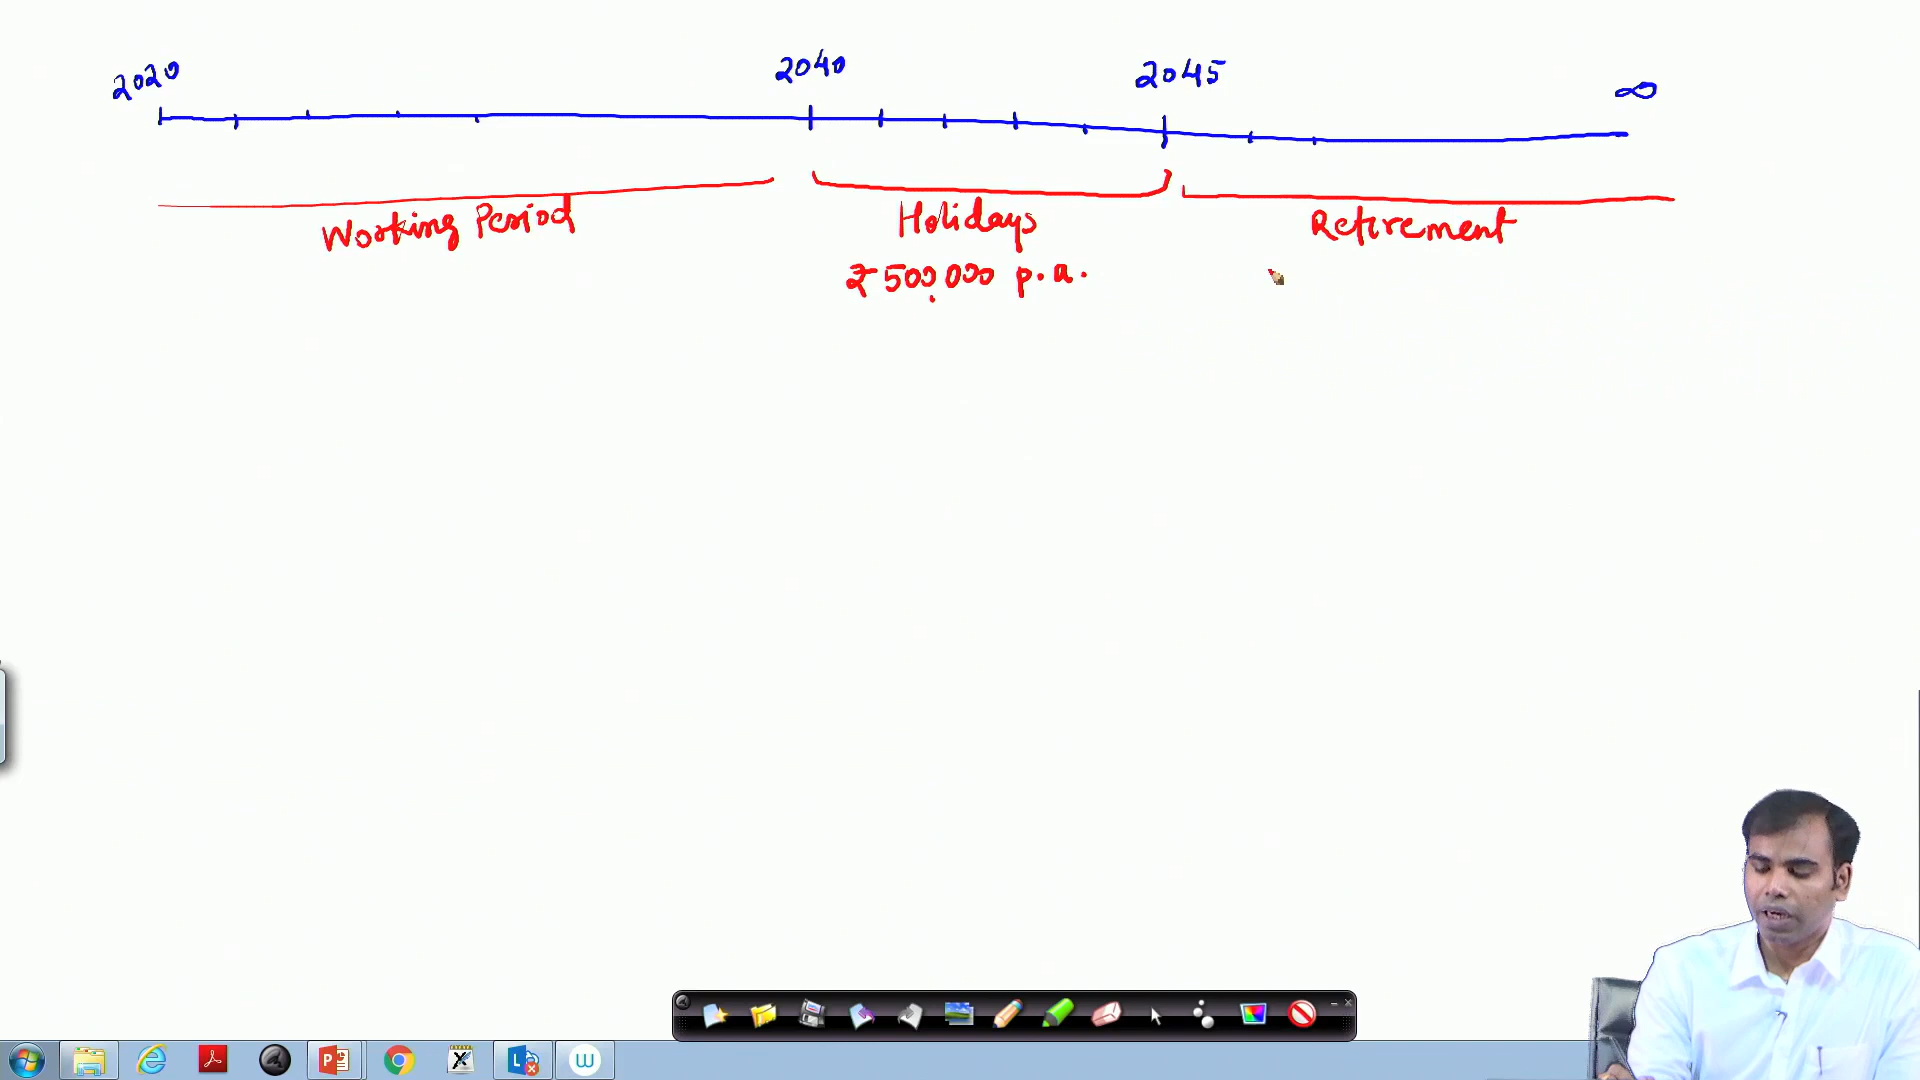 2020 2040 2045 ∞
Working Period Holidays Retirement
₹ 500,000 p.a.